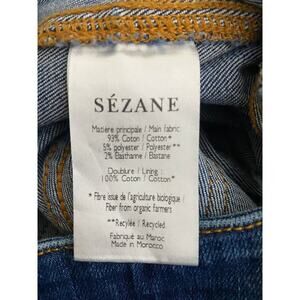 SÉZANE
Matière principale / Main fabric
93% Coton / Cotton*
5% polyester / Polyester**
2% Elasthanne / Elastane
Doublure / Lining
100% Coton / Cotton*
* Fibre issue de l'agriculture biologique /
Fiber from organic farmers
**Recyclée / Recycled
Fabriqué au Maroc
Made in Morocco